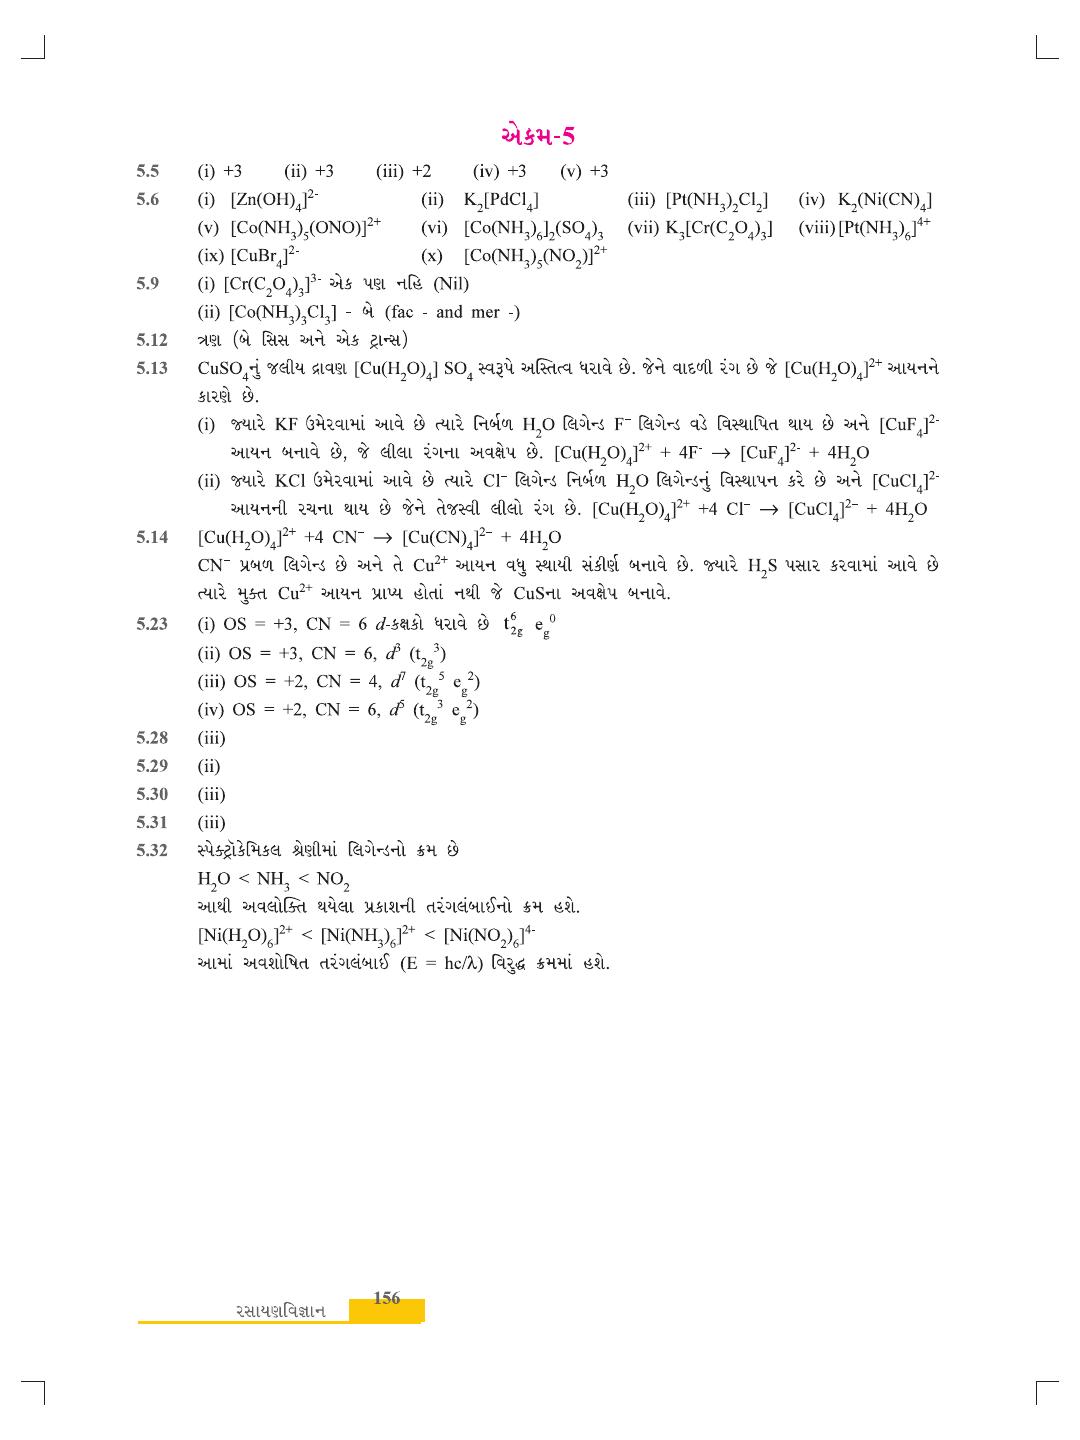 એકમ-5
5.5 (i) +3 (ii) +3 (iii) +2 (iv) +3 (v) +3
5.6 (i) [Zn(OH)₄]²⁻ (ii) K₂[PdCl₄] (iii) [Pt(NH₃)₂Cl₂] (iv) K₂(Ni(CN)₄]
(v) [Co(NH₃)₅(ONO)]²⁺ (vi) [Co(NH₃)₆]₂(SO₄)₃ (vii) K₃[Cr(C₂O₄)₃] (viii) [Pt(NH₃)₆]⁴⁺
(ix) [CuBr₄]²⁻ (x) [Co(NH₃)₅(NO₂)]²⁺
5.9 (i) [Cr(C₂O₄)₃]³⁻ એક પણ નહિ (Nil)
(ii) [Co(NH₃)₃Cl₃] - બે (fac - and mer -)
5.12 ત્રણ (બે સિસ અને એક ટ્રાન્સ)
5.13 CuSO₄નું જલીય દ્રાવણ [Cu(H₂O)₄] SO₄ સ્વરૂપે અસ્તિત્વ ધરાવે છે. જેને વાદળી રંગ છે જે [Cu(H₂O)₄]²⁺ આયનને
કારણે છે.
(i) જ્યારે KF ઉમેરવામાં આવે છે ત્યારે નિર્બળ H₂O લિગેન્ડ F⁻ લિગેન્ડ વડે વિસ્થાપિત થાય છે અને [CuF₄]²⁻
આયન બનાવે છે, જે લીલા રંગના અવક્ષેપ છે. [Cu(H₂O)₄]²⁺ + 4F⁻ → [CuF₄]²⁻ + 4H₂O
(ii) જ્યારે KCl ઉમેરવામાં આવે છે ત્યારે Cl⁻ લિગેન્ડ નિર્બળ H₂O લિગેન્ડનું વિસ્થાપન કરે છે અને [CuCl₄]²⁻
આયનની રચના થાય છે જેને તેજસ્વી લીલો રંગ છે. [Cu(H₂O)₄]²⁺ +4 Cl⁻ → [CuCl₄]²⁻ + 4H₂O
5.14 [Cu(H₂O)₄]²⁺ +4 CN⁻ → [Cu(CN)₄]²⁻ + 4H₂O
CN⁻ પ્રબળ લિગેન્ડ છે અને તે Cu²⁺ આયન વધુ સ્થાયી સંકીર્ણ બનાવે છે. જ્યારે H₂S પસાર કરવામાં આવે છે
ત્યારે મુક્ત Cu²⁺ આયન પ્રાપ્ય હોતાં નથી જે CuSના અવક્ષેપ બનાવે.
5.23 (i) OS = +3, CN = 6 d-કક્ષકો ધરાવે છે t₂g⁶ eg⁰
(ii) OS = +3, CN = 6, d³ (t₂g³)
(iii) OS = +2, CN = 4, d⁷ (t₂g⁵ eg²)
(iv) OS = +2, CN = 6, d⁵ (t₂g³ eg²)
5.28 (iii)
5.29 (ii)
5.30 (iii)
5.31 (iii)
5.32 સ્પેક્ટ્રૉકેમિકલ શ્રેણીમાં લિગેન્ડનો ક્રમ છે
H₂O < NH₃ < NO₂
આથી અવલોક્તિ થયેલા પ્રકાશની તરંગલંબાઈનો ક્રમ હશે.
[Ni(H₂O)₆]²⁺ < [Ni(NH₃)₆]²⁺ < [Ni(NO₂)₆]⁴⁻
આમાં અવશોષિત તરંગલંબાઈ (E = hc/λ) વિરુદ્ધ ક્રમમાં હશે.
156
રસાયણવિજ્ઞાન